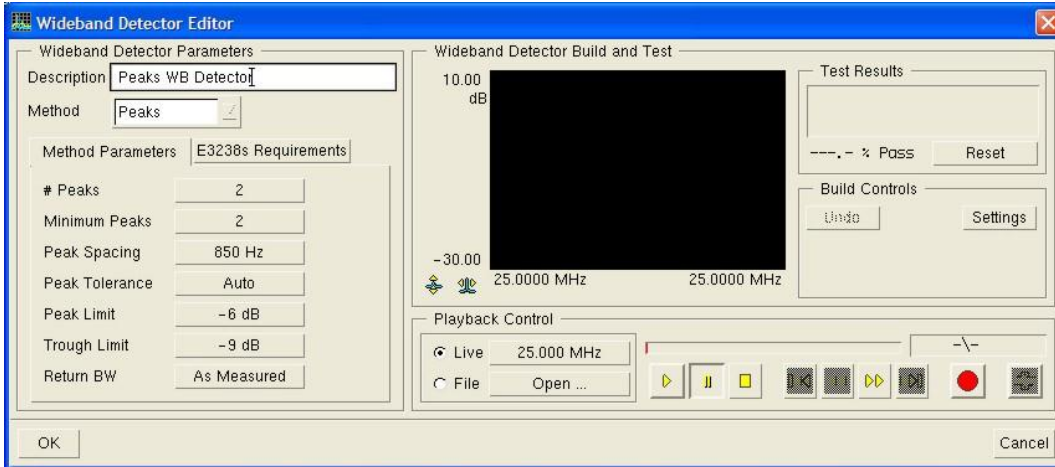 Wideband Detector Editor
Wideband Detector Parameters
Description Peaks WB Detector
Method Peaks
Method Parameters E3238s Requirements
# Peaks 2
Minimum Peaks 2
Peak Spacing 850 Hz
Peak Tolerance Auto
Peak Limit -6 dB
Trough Limit -9 dB
Return BW As Measured
Wideband Detector Build and Test
10.00
dB
-30.00
25.0000 MHz 25.0000 MHz
Test Results
---.- % Pass Reset
Build Controls
Undo Settings
Playback Control
Live 25.000 MHz
File Open ...
-\-
OK Cancel